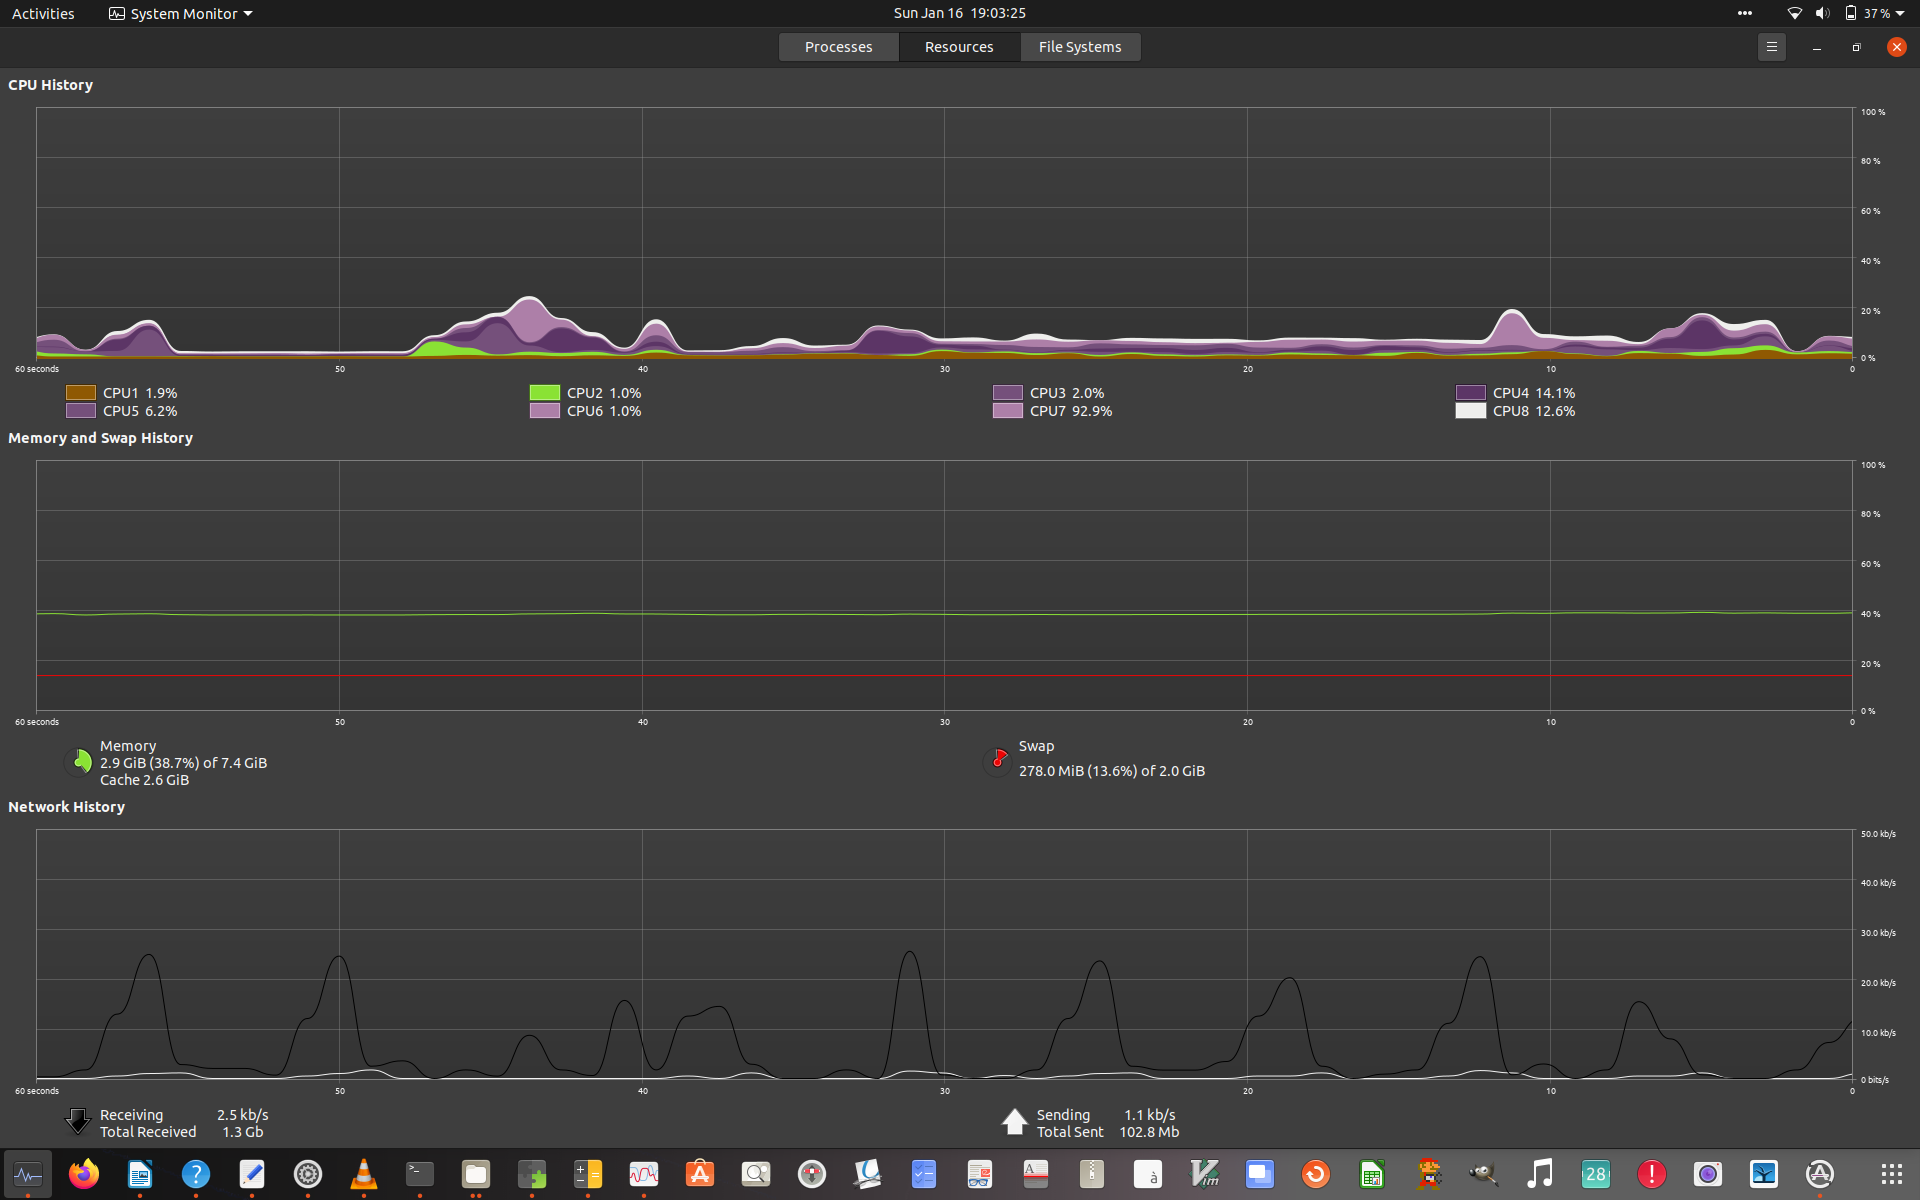 Activities System Monitor Sun Jan 16 19:03:25 37 %
Processes Resources File Systems
CPU History
100 %
80 %
60 %
40 %
20 %
0 %
60 seconds 50 40 30 20 10 0
CPU1 1.9% CPU2 1.0% CPU3 2.0% CPU4 14.1%
CPU5 6.2% CPU6 1.0% CPU7 92.9% CPU8 12.6%
Memory and Swap History
100 %
80 %
60 %
40 %
20 %
0 %
60 seconds 50 40 30 20 10 0
Memory Swap
2.9 GiB (38.7%) of 7.4 GiB 278.0 MiB (13.6%) of 2.0 GiB
Cache 2.6 GiB
Network History
50.0 kb/s
40.0 kb/s
30.0 kb/s
20.0 kb/s
10.0 kb/s
0 bits/s
60 seconds 50 40 30 20 10 0
Receiving 2.5 kb/s Sending 1.1 kb/s
Total Received 1.3 Gb Total Sent 102.8 Mb
? >_ A à Vim 28 !